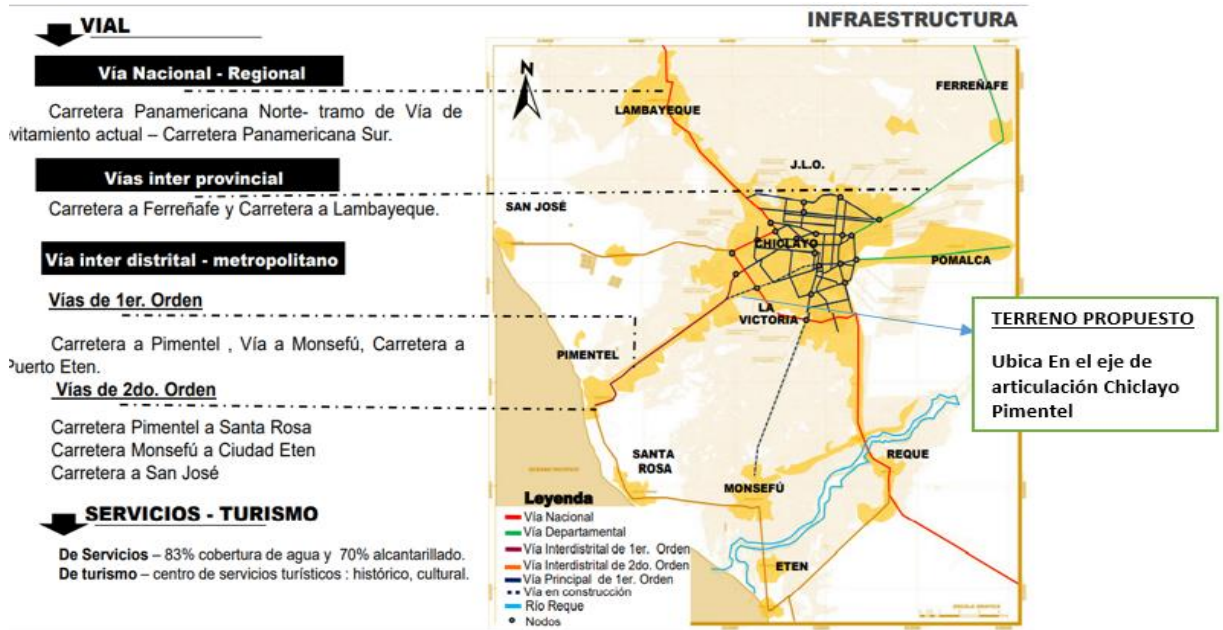 INFRAESTRUCTURA
VIAL
Vía Nacional - Regional
Carretera Panamericana Norte- tramo de Vía de
evitamiento actual – Carretera Panamericana Sur.
Vías inter provincial
Carretera a Ferreñafe y Carretera a Lambayeque.
Vía inter distrital - metropolitano
Vías de 1er. Orden
Carretera a Pimentel , Vía a Monsefú, Carretera a
Puerto Eten.
Vías de 2do. Orden
Carretera Pimentel a Santa Rosa
Carretera Monsefú a Ciudad Eten
Carretera a San José
SERVICIOS - TURISMO
De Servicios – 83% cobertura de agua y 70% alcantarillado.
De turismo – centro de servicios turísticos : histórico, cultural.
N
LAMBAYEQUE
FERREÑAFE
J.L.O.
SAN JOSÉ
CHICLAYO
POMALCA
LA
VICTORIA
PIMENTEL
SANTA
ROSA
MONSEFÚ
REQUE
ETEN
Leyenda
Vía Nacional
Vía Departamental
Vía Interdistrital de 1er. Orden
Vía Interdistrital de 2do. Orden
Vía Principal de 1er. Orden
Vía en construcción
Río Reque
Nodos
TERRENO PROPUESTO
Ubica En el eje de
articulación Chiclayo
Pimentel